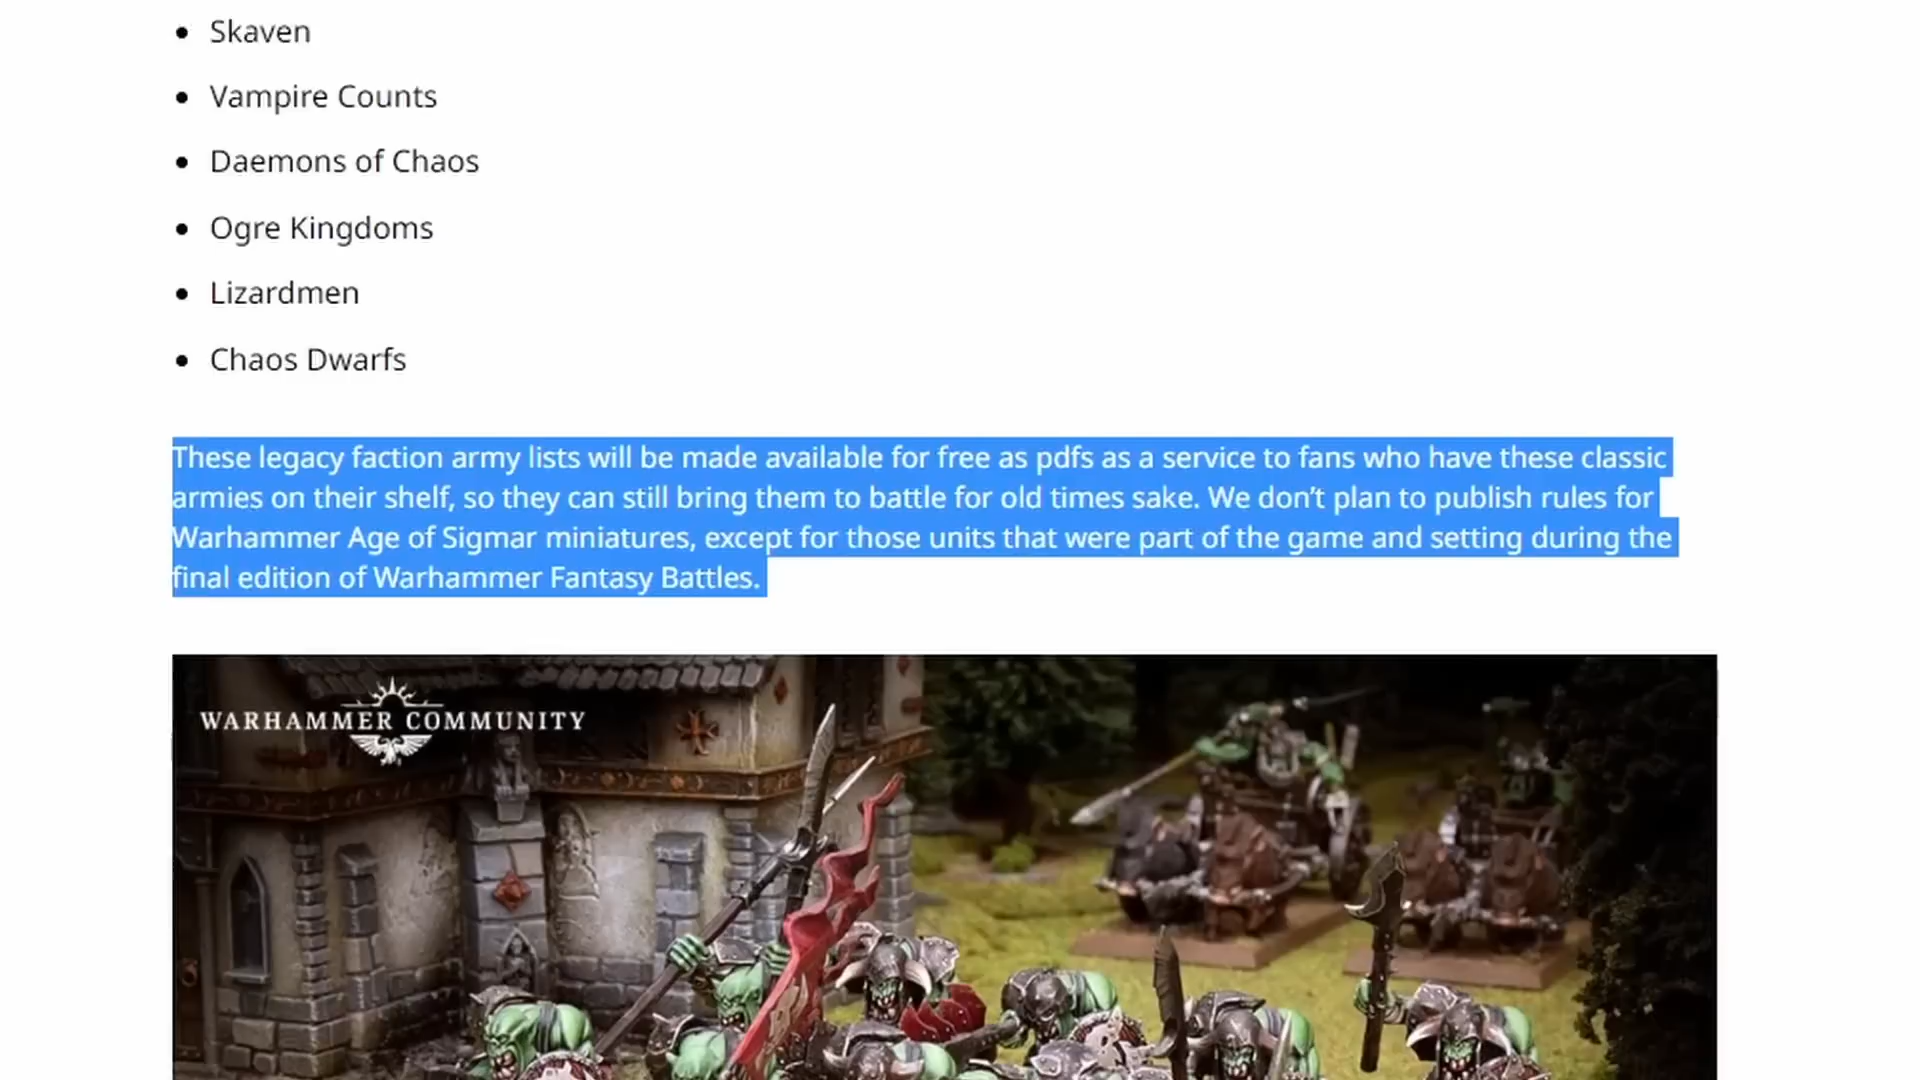 Skaven
Vampire Counts
Daemons of Chaos
Ogre Kingdoms
Lizardmen
Chaos Dwarfs
These legacy faction army lists will be made available for free as pdfs as a service to fans who have these classic
armies on their shelf, so they can still bring them to battle for old times sake. We don’t plan to publish rules for
Warhammer Age of Sigmar miniatures, except for those units that were part of the game and setting during the
final edition of Warhammer Fantasy Battles.
WARHAMMER COMMUNITY